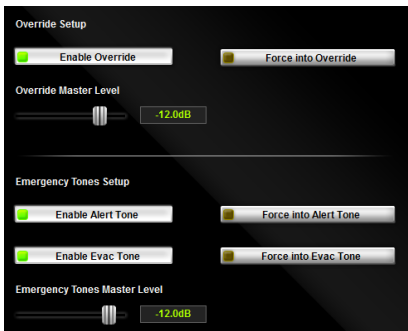 Override Setup
Enable Override
Force into Override
Override Master Level
-12.0dB
Emergency Tones Setup
Enable Alert Tone
Force into Alert Tone
Enable Evac Tone
Force into Evac Tone
Emergency Tones Master Level
-12.0dB